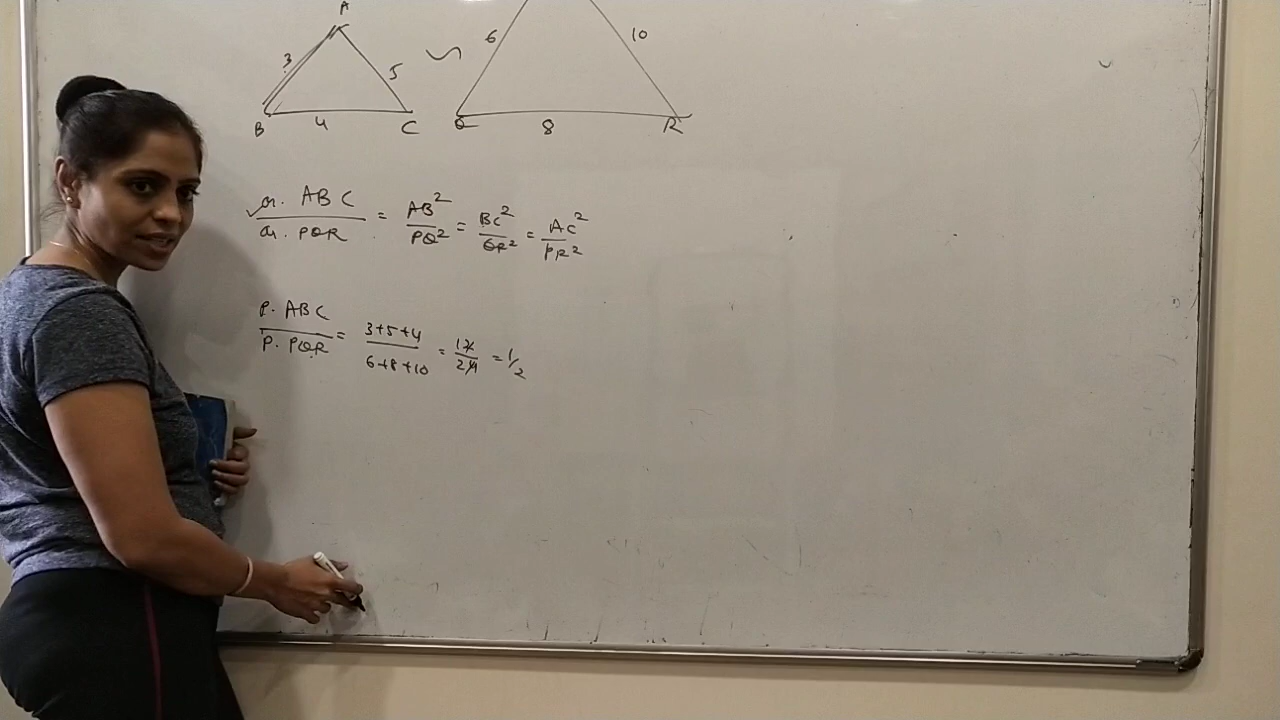 A
6
10
3
5
B
4
C
Q
8
R
ar. ABC
ar. PQR
= AB²/PQ² = BC²/QR² = AC²/PR²
P. ABC
P. PQR
= 3+5+4/6+8+10 = 12/24 = 1/2